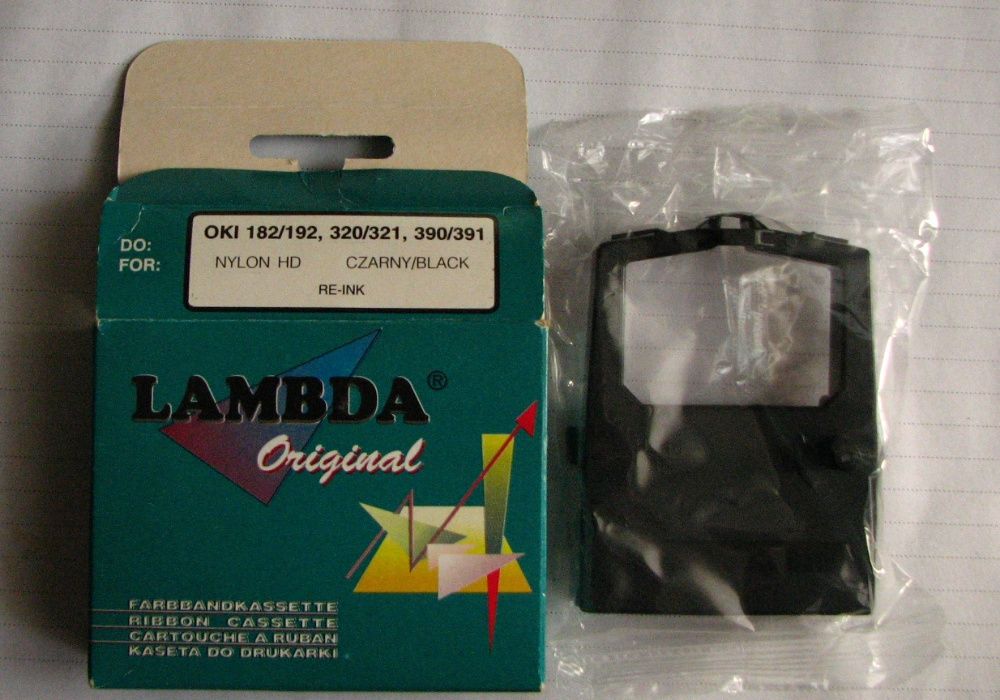 DO:
FOR:
OKI 182/192, 320/321, 390/391
NYLON HD CZARNY/BLACK
RE-INK
LAMBDA®
Original
FARBBANDKASSETTE
RIBBON CASSETTE
CARTOUCHE A RUBAN
KASETA DO DRUKARKI